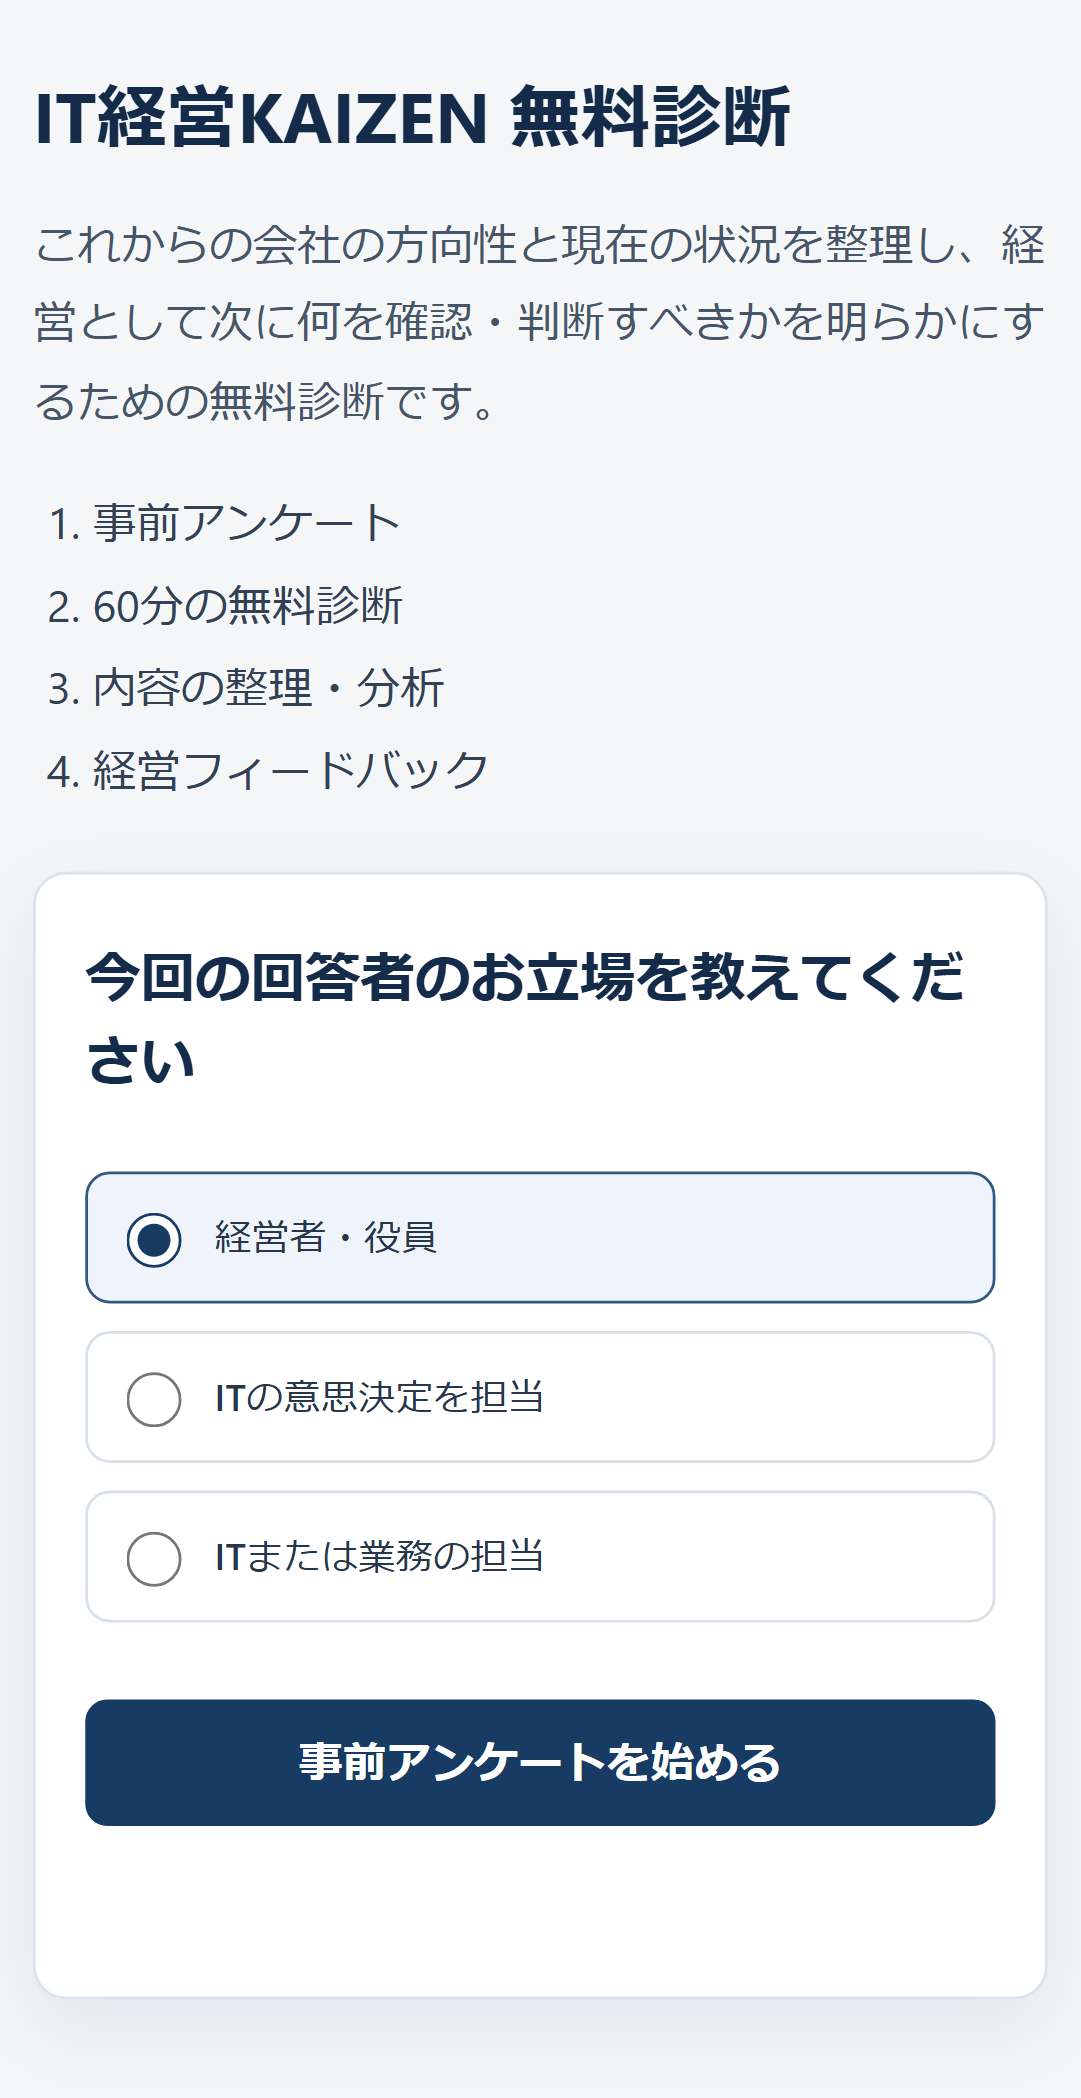 IT経営KAIZEN 無料診断
これからの会社の方向性と現在の状況を整理し、経
営として次に何を確認・判断すべきかを明らかにす
るための無料診断です。
1. 事前アンケート
2. 60分の無料診断
3. 内容の整理・分析
4. 経営フィードバック
今回の回答者のお立場を教えてくだ
さい
経営者・役員
ITの意思決定を担当
ITまたは業務の担当
事前アンケートを始める